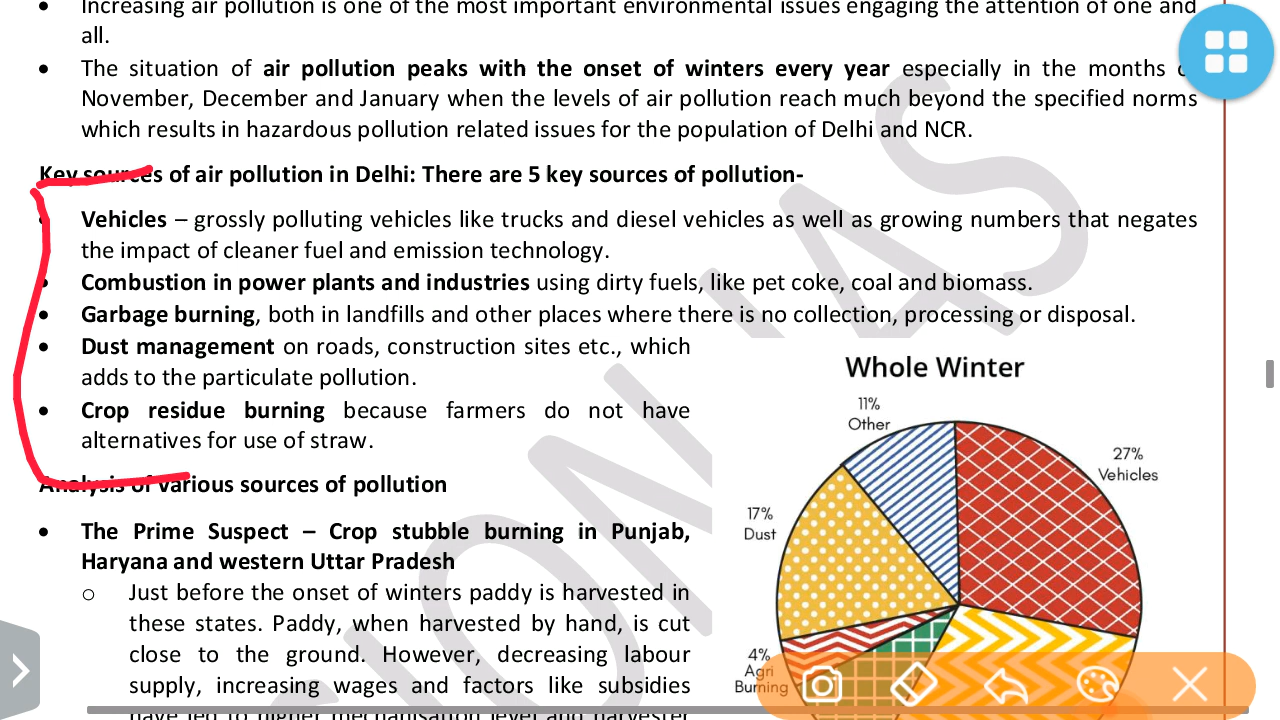 Increasing air pollution is one of the most important environmental issues engaging the attention of one and
all.
The situation of air pollution peaks with the onset of winters every year especially in the months
November, December and January when the levels of air pollution reach much beyond the specified norms
which results in hazardous pollution related issues for the population of Delhi and NCR.
Key sources of air pollution in Delhi: There are 5 key sources of pollution-
• Vehicles – grossly polluting vehicles like trucks and diesel vehicles as well as growing numbers that negates
the impact of cleaner fuel and emission technology.
• Combustion in power plants and industries using dirty fuels, like pet coke, coal and biomass.
• Garbage burning, both in landfills and other places where there is no collection, processing or disposal.
• Dust management on roads, construction sites etc., which
adds to the particulate pollution.
• Crop residue burning because farmers do not have
alternatives for use of straw.
Analysis of various sources of pollution
• The Prime Suspect – Crop stubble burning in Punjab,
Haryana and western Uttar Pradesh
o Just before the onset of winters paddy is harvested in
these states. Paddy, when harvested by hand, is cut
close to the ground. However, decreasing labour
supply, increasing wages and factors like subsidies
have led to higher mechanisation level and harvester
Whole Winter
11%
Other
27%
Vehicles
17%
Dust
4%
Agri
Burning